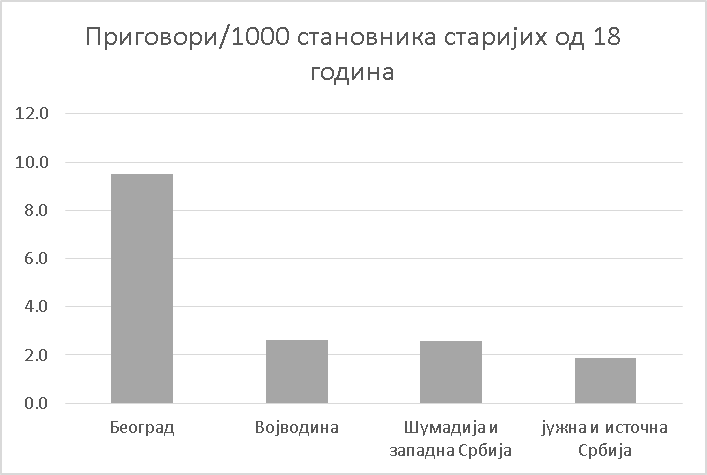 Приговори/1000 становника старијих од 18
година
12.0
10.0
8.0
6.0
4.0
2.0
0.0
Београд
Војводина
Шумадија и
западна Србија
јужна и источна
Србија